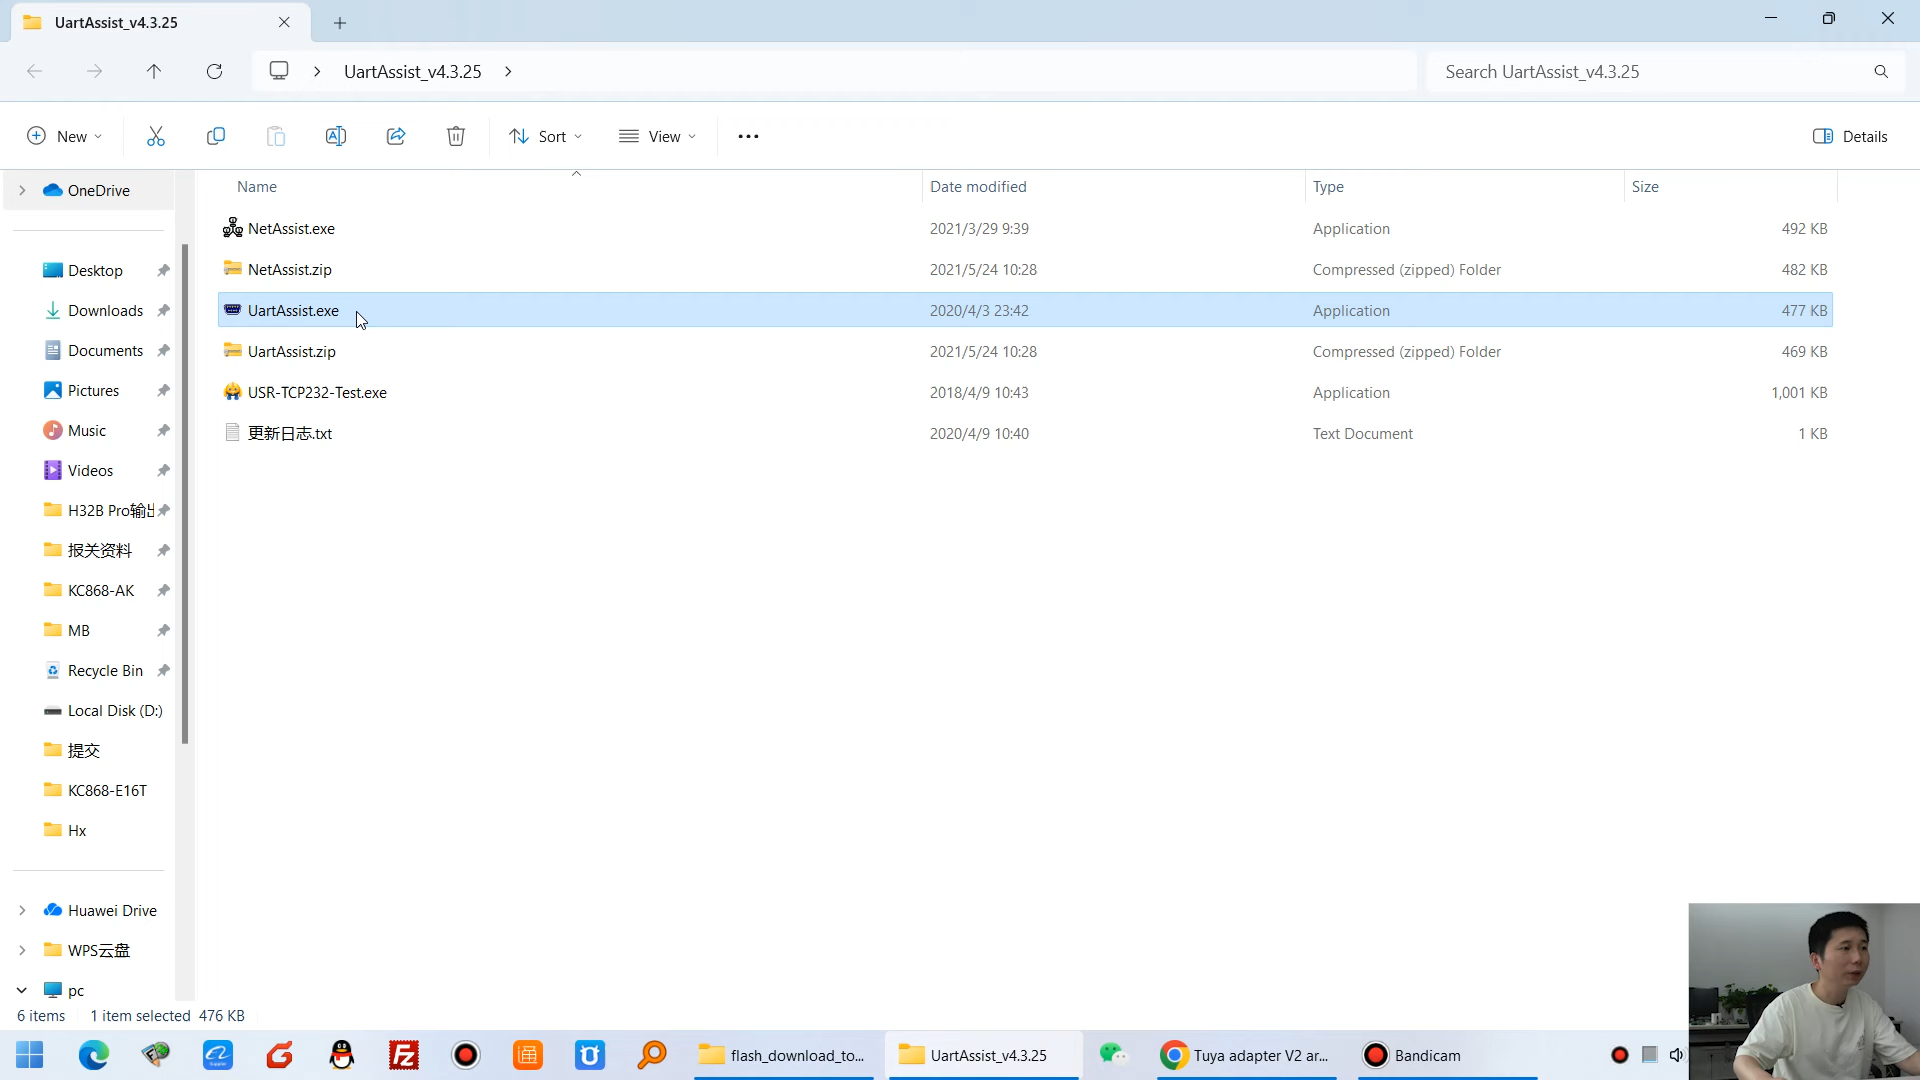 UartAssist_v4.3.25
UartAssist_v4.3.25
Search UartAssist_v4.3.25
New
Sort
View
Details
OneDrive
Desktop
Downloads
Documents
Pictures
Music
Videos
H32B Pro输出
报关资料
KC868-AK
MB
Recycle Bin
Local Disk (D:)
提交
KC868-E16T
Hx
Huawei Drive
WPS云盘
pc
Name Date modified Type Size
NetAssist.exe 2021/3/29 9:39 Application 492 KB
NetAssist.zip 2021/5/24 10:28 Compressed (zipped) Folder 482 KB
UartAssist.exe 2020/4/3 23:42 Application 477 KB
UartAssist.zip 2021/5/24 10:28 Compressed (zipped) Folder 469 KB
USR-TCP232-Test.exe 2018/4/9 10:43 Application 1,001 KB
更新日志.txt 2020/4/9 10:40 Text Document 1 KB
6 items 1 item selected 476 KB
flash_download_to...
UartAssist_v4.3.25
Tuya adapter V2 ar...
Bandicam